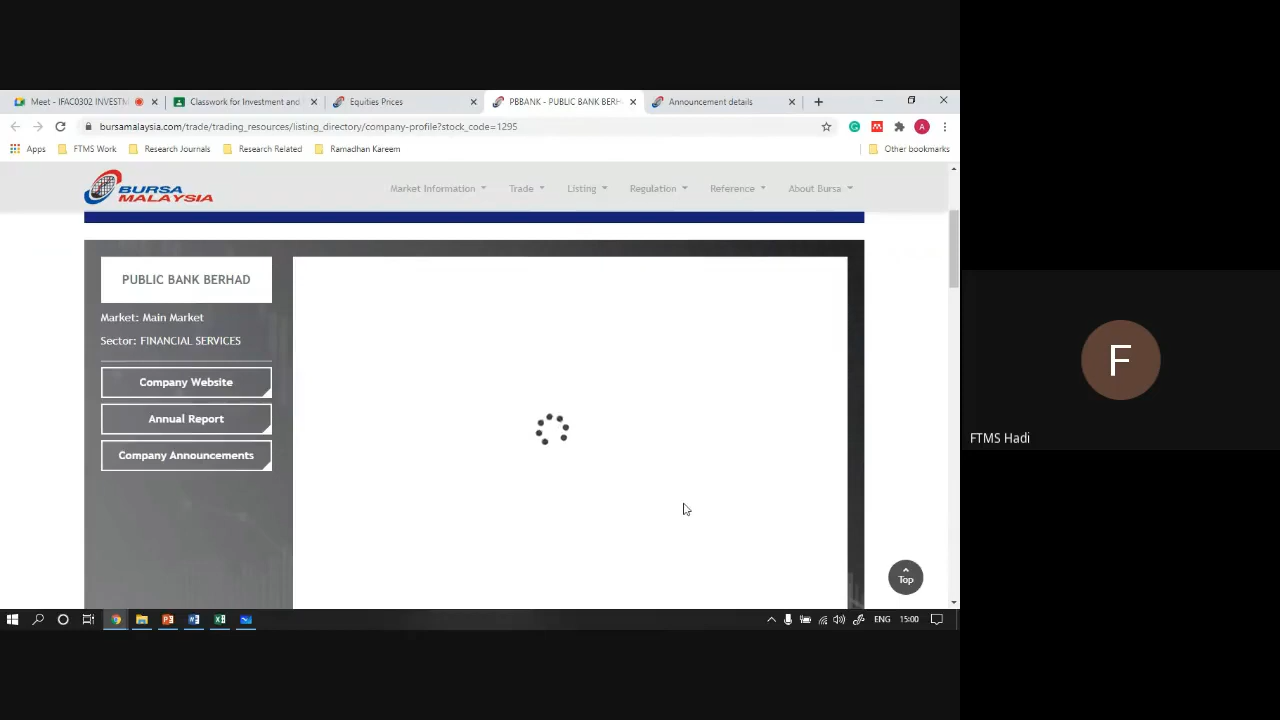 Meet - IFAC0302 INVESTM
Classwork for Investment and
Equities Prices
PBBANK - PUBLIC BANK BERH
Announcement details
bursamalaysia.com/trade/trading_resources/listing_directory/company-profile?stock_code=1295
A
Apps
FTMS Work
Research Journals
Research Related
Ramadhan Kareem
Other bookmarks
BURSA
MALAYSIA
Market Information
Trade
Listing
Regulation
Reference
About Bursa
PUBLIC BANK BERHAD
Market: Main Market
Sector: FINANCIAL SERVICES
Company Website
Annual Report
Company Announcements
Top
ENG
15:00
F
FTMS Hadi